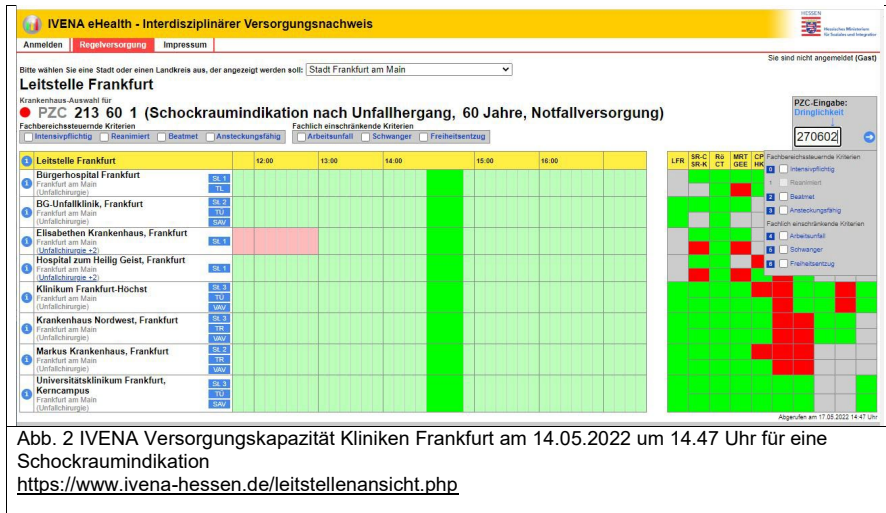 IVENA eHealth - Interdisziplinärer Versorgungsnachweis
HESSEN
Hessisches Ministerium
für Soziales und Integration
Anmelden Regelversorgung Impressum
Sie sind nicht angemeldet (Gast)
Bitte wählen Sie eine Stadt oder einen Landkreis aus, der angezeigt werden soll: Stadt Frankfurt am Main
Leitstelle Frankfurt
Krankenhaus-Auswahl für
PZC 213 60 1 (Schockraumindikation nach Unfallhergang, 60 Jahre, Notfallversorgung)
Fachbereichssteuernde Kriterien
Intensivpflichtig Reanimiert Beatmet Ansteckungsfähig
Fachlich einschränkende Kriterien
Arbeitsunfall Schwanger Freiheitsentzug
PZC-Eingabe:
Dringlichkeit
270602
Fachbereichssteuernde Kriterien
0 Intensivpflichtig
1 Reanimiert
2 Beatmet
3 Ansteckungsfähig
Fachlich einschränkende Kriterien
4 Arbeitsunfall
5 Schwanger
6 Freiheitsentzug
Leitstelle Frankfurt 12:00 13:00 14:00 15:00 16:00
LFR SR-C Rö MRT CP
SR-K CT GEE HK
Bürgerhospital Frankfurt
Frankfurt am Main
(Unfallchirurgie)
St. 1
TL
BG-Unfallklinik, Frankfurt
Frankfurt am Main
(Unfallchirurgie)
St. 2
TÜ
SAV
Elisabethen Krankenhaus, Frankfurt
Frankfurt am Main
(Unfallchirurgie +2)
St. 1
Hospital zum Heilig Geist, Frankfurt
Frankfurt am Main
(Unfallchirurgie +2)
St. 1
Klinikum Frankfurt-Höchst
Frankfurt am Main
(Unfallchirurgie)
St. 3
TÜ
VAV
Krankenhaus Nordwest, Frankfurt
Frankfurt am Main
(Unfallchirurgie)
St. 3
TR
VAV
Markus Krankenhaus, Frankfurt
Frankfurt am Main
(Unfallchirurgie)
St. 2
TR
VAV
Universitätsklinikum Frankfurt,
Kerncampus
Frankfurt am Main
(Unfallchirurgie)
St. 3
TÜ
SAV
Abgerufen am 17.05.2022 14:47 Uhr
Abb. 2 IVENA Versorgungskapazität Kliniken Frankfurt am 14.05.2022 um 14.47 Uhr für eine
Schockraumindikation
https://www.ivena-hessen.de/leitstellenansicht.php